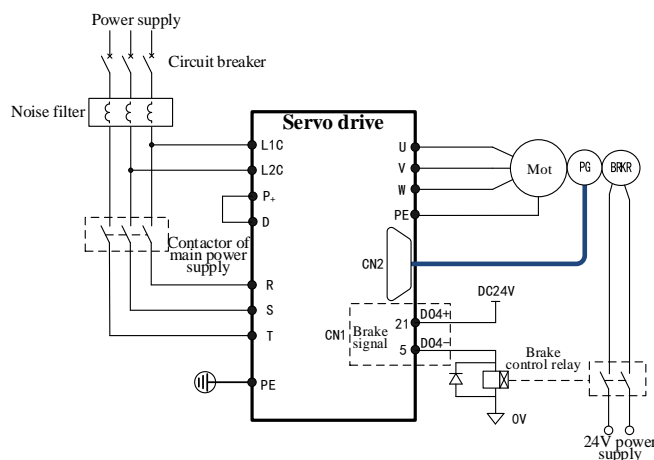 Power supply
Circuit breaker
Noise filter
Servo drive
L1C
L2C
P+
D
Contactor of
main power
supply
R
S
T
PE
U
V
W
PE
Mot
PG
BRKR
CN2
CN1
Brake
signal
21
DO4+
5
DO4-
DC24V
Brake
control relay
0V
24V power
supply